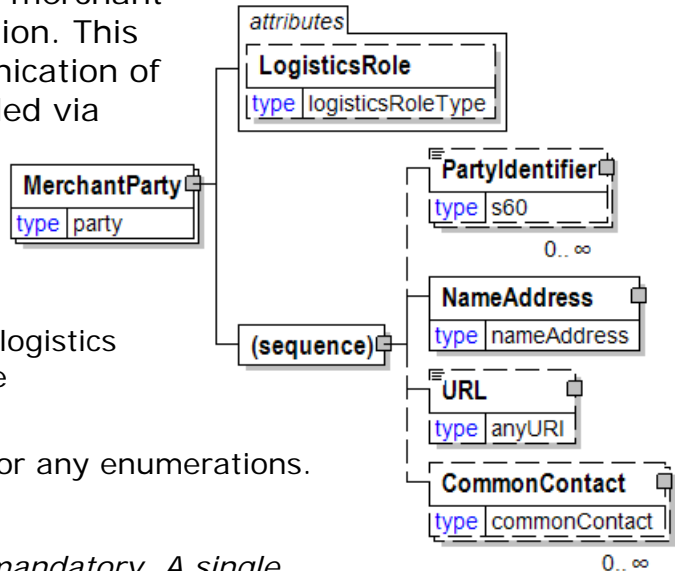 merchant
ion. This
nication of
led via
logistics
e
or any enumerations.
mandatory. A single
attributes
LogisticsRole
type logisticsRoleType
MerchantParty
type party
(sequence)
PartyIdentifier
type s60
0.. ∞
NameAddress
type nameAddress
URL
type anyURI
CommonContact
type commonContact
0.. ∞